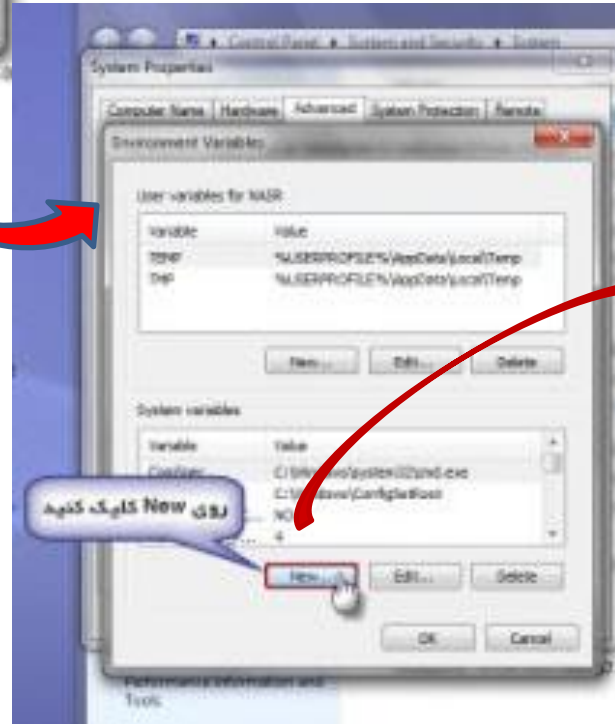 Control Panel ▸ System and Security ▸ System
System Properties
Computer Name Hardware Advanced System Protection Remote
Environment Variables
User variables for NASR
Variable Value
TEMP %USERPROFILE%\AppData\Local\Temp
TMP %USERPROFILE%\AppData\Local\Temp
New... Edit... Delete
System variables
Variable Value
ComSpec C:\Windows\system32\cmd.exe
C:\Windows\ConfigSetRoot
... NO
... 4
روی New کلیک کنید
New... Edit... Delete
OK Cancel
Performance Information and
Tools